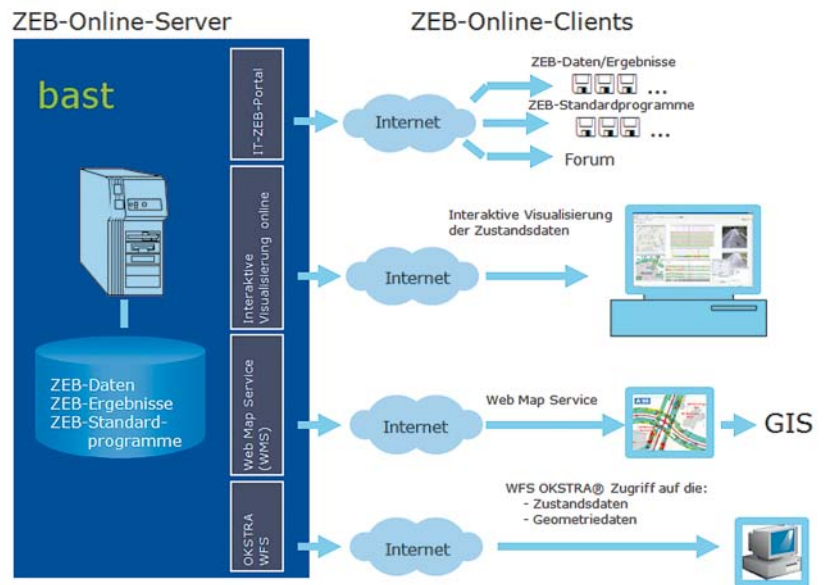 ZEB-Online-Server
ZEB-Online-Clients
bast
IT-ZEB-Portal
Internet
ZEB-Daten/Ergebnisse
...
ZEB-Standardprogramme
...
Forum
Interaktive
Visualisierung online
Internet
Interaktive Visualisierung
der Zustandsdaten
ZEB-Daten
ZEB-Ergebnisse
ZEB-Standard-
programme
Web Map Service
(WMS)
Internet
Web Map Service
GIS
OKSTRA
WFS
Internet
WFS OKSTRA® Zugriff auf die:
- Zustandsdaten
- Geometriedaten